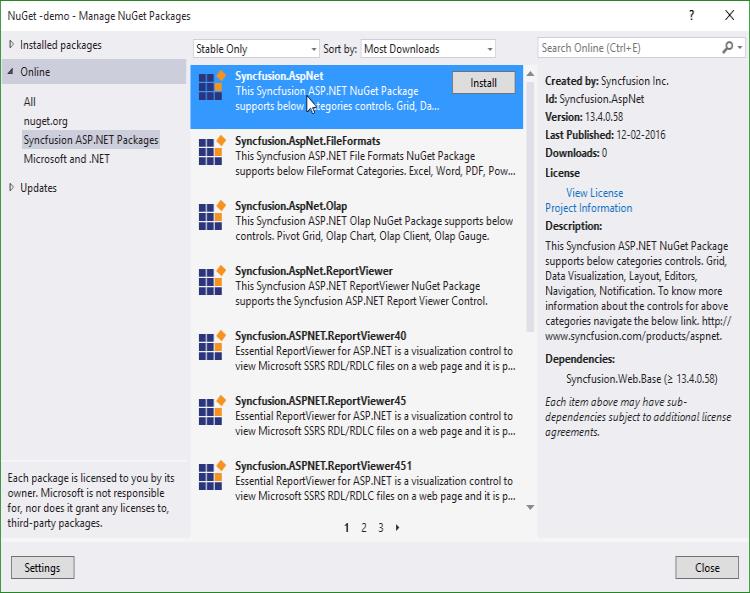 NuGet -demo - Manage NuGet Packages
?
Installed packages
Online
All
nuget.org
Syncfusion ASP.NET Packages
Microsoft and .NET
Updates
Each package is licensed to you by its
owner. Microsoft is not responsible
for, nor does it grant any licenses to,
third-party packages.
Settings
Stable Only
Sort by: Most Downloads
Syncfusion.AspNet
This Syncfusion ASP.NET NuGet Package
supports below categories controls. Grid, Da...
Install
Syncfusion.AspNet.FileFormats
This Syncfusion ASP.NET File Formats NuGet Package
supports below FileFormat Categories. Excel, Word, PDF, Pow...
Syncfusion.AspNet.Olap
This Syncfusion ASP.NET Olap NuGet Package supports below
controls. Pivot Grid, Olap Chart, Olap Client, Olap Gauge.
Syncfusion.AspNet.ReportViewer
This Syncfusion ASP.NET ReportViewer NuGet Package
supports the Syncfusion ASP.NET Report Viewer Control.
Syncfusion.ASPNET.ReportViewer40
Essential ReportViewer for ASP.NET is a visualization control to
view Microsoft SSRS RDL/RDLC files on a web page and it is p...
Syncfusion.ASPNET.ReportViewer45
Essential ReportViewer for ASP.NET is a visualization control to
view Microsoft SSRS RDL/RDLC files on a web page and it is p...
Syncfusion.ASPNET.ReportViewer451
Essential ReportViewer for ASP.NET is a visualization control to
view Microsoft SSRS RDL/RDLC files on a web page and it is p...
1 2 3
Search Online (Ctrl+E)
Created by: Syncfusion Inc.
Id: Syncfusion.AspNet
Version: 13.4.0.58
Last Published: 12-02-2016
Downloads: 0
License
View License
Project Information
Description:
This Syncfusion ASP.NET NuGet Package
supports below categories controls. Grid,
Data Visualization, Layout, Editors,
Navigation, Notification. To know more
information about the controls for above
categories navigate the below link. http://
www.syncfusion.com/products/aspnet.
Dependencies:
Syncfusion.Web.Base (≥ 13.4.0.58)
Each item above may have sub-
dependencies subject to additional license
agreements.
Close